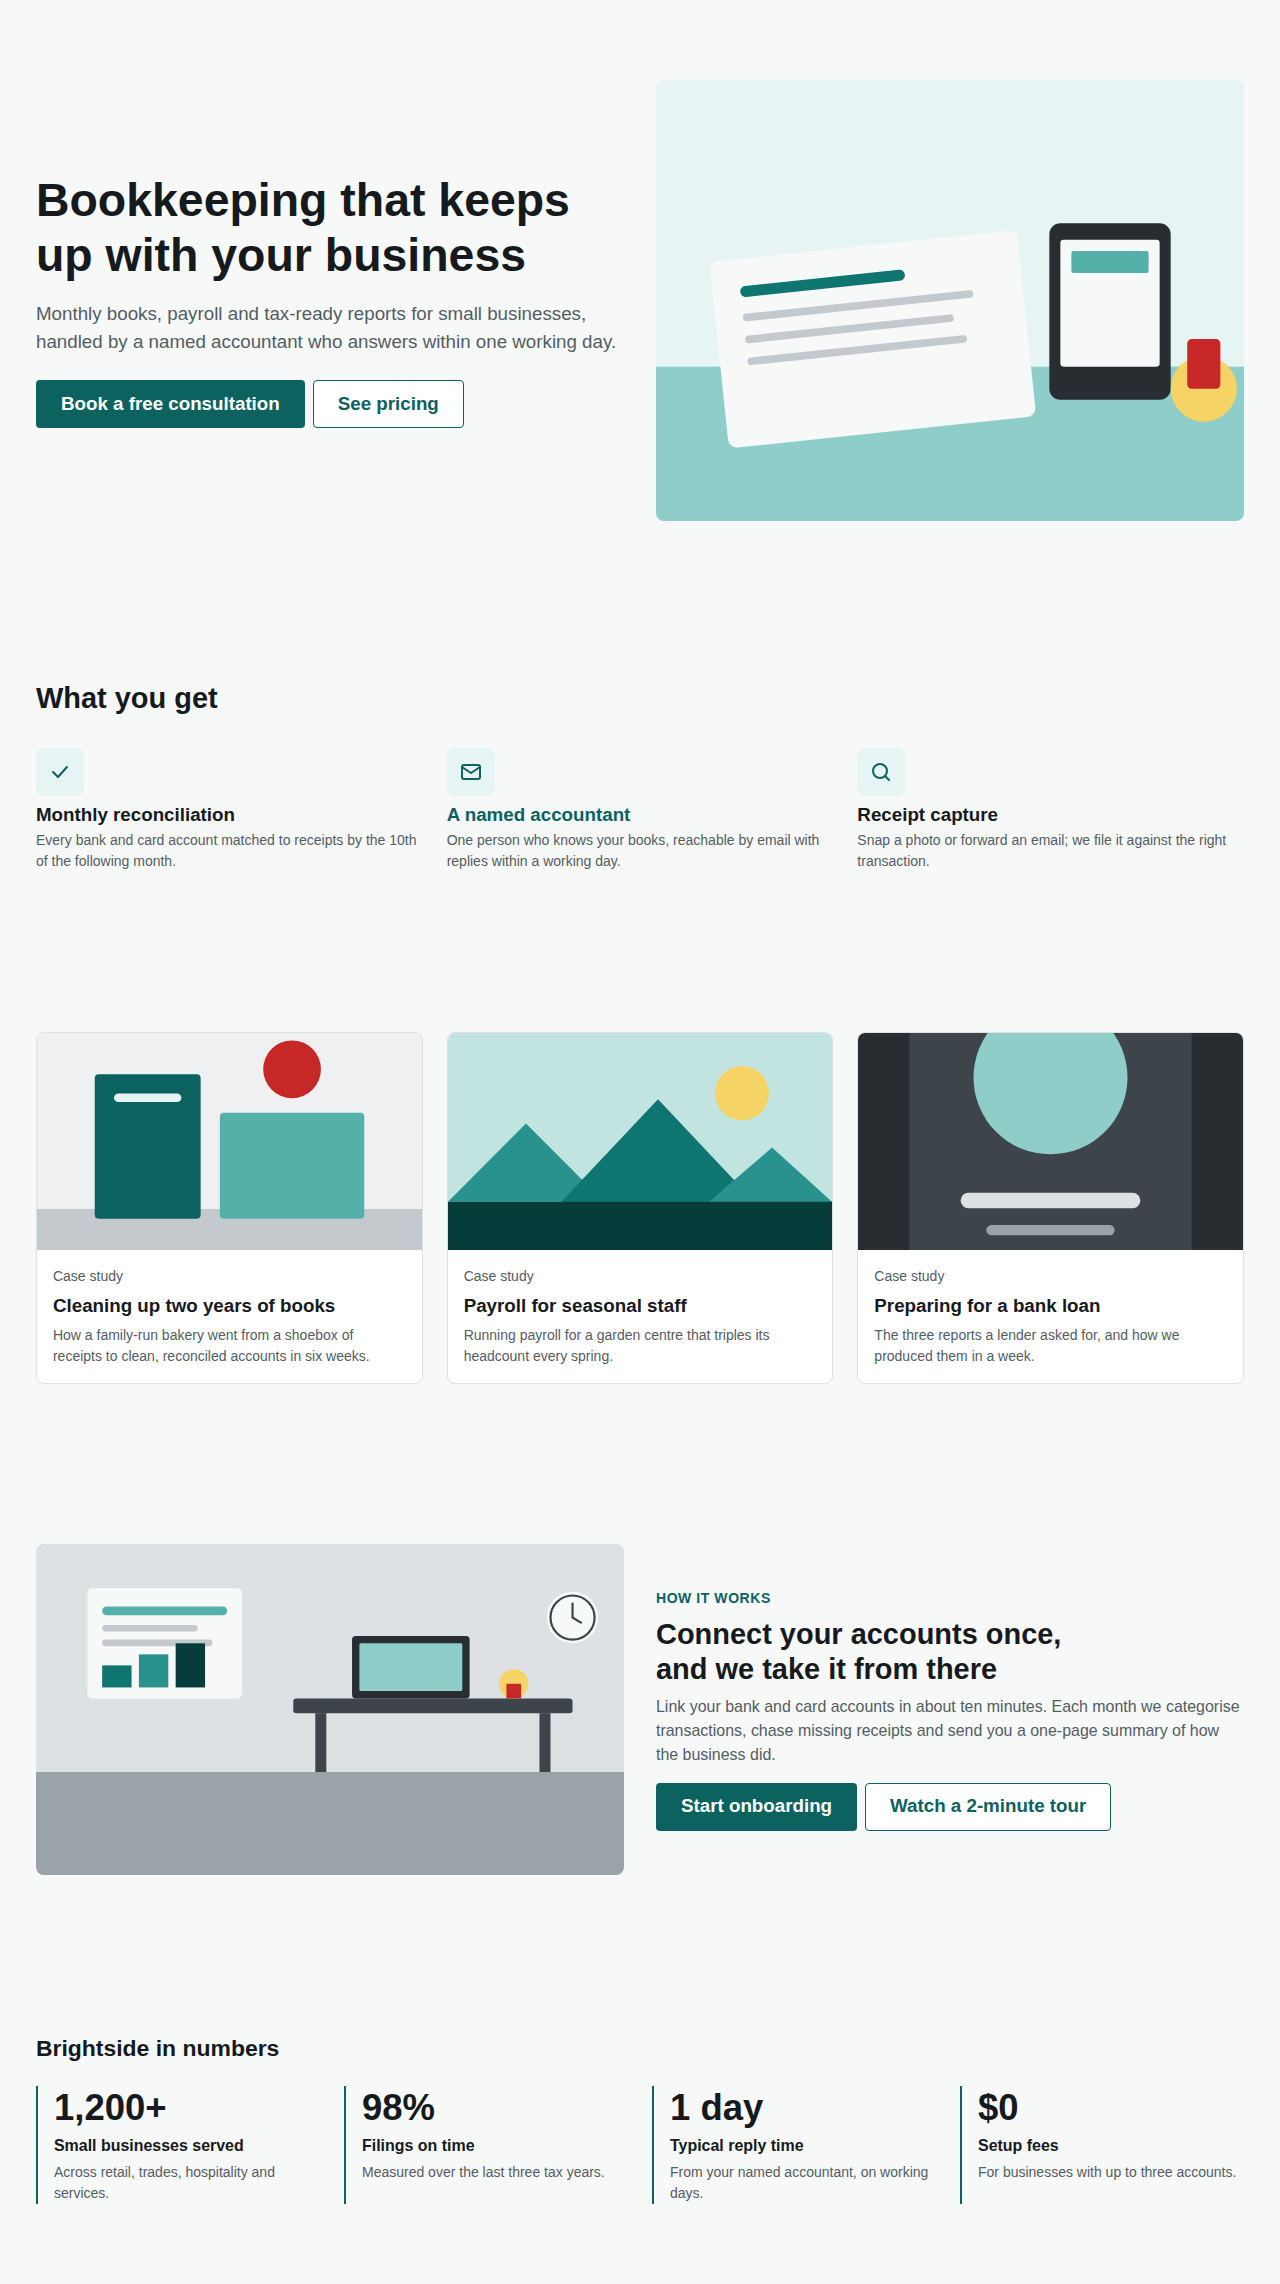 Bookkeeping that keeps
up with your business
Monthly books, payroll and tax-ready reports for small businesses,
handled by a named accountant who answers within one working day.
Book a free consultation
See pricing
What you get
Monthly reconciliation
Every bank and card account matched to receipts by the 10th
of the following month.
A named accountant
One person who knows your books, reachable by email with
replies within a working day.
Receipt capture
Snap a photo or forward an email; we file it against the right
transaction.
Case study
Cleaning up two years of books
How a family-run bakery went from a shoebox of
receipts to clean, reconciled accounts in six weeks.
Case study
Payroll for seasonal staff
Running payroll for a garden centre that triples its
headcount every spring.
Case study
Preparing for a bank loan
The three reports a lender asked for, and how we
produced them in a week.
HOW IT WORKS
Connect your accounts once,
and we take it from there
Link your bank and card accounts in about ten minutes. Each month we categorise
transactions, chase missing receipts and send you a one-page summary of how
the business did.
Start onboarding
Watch a 2-minute tour
Brightside in numbers
1,200+
Small businesses served
Across retail, trades, hospitality and
services.
98%
Filings on time
Measured over the last three tax years.
1 day
Typical reply time
From your named accountant, on working
days.
$0
Setup fees
For businesses with up to three accounts.